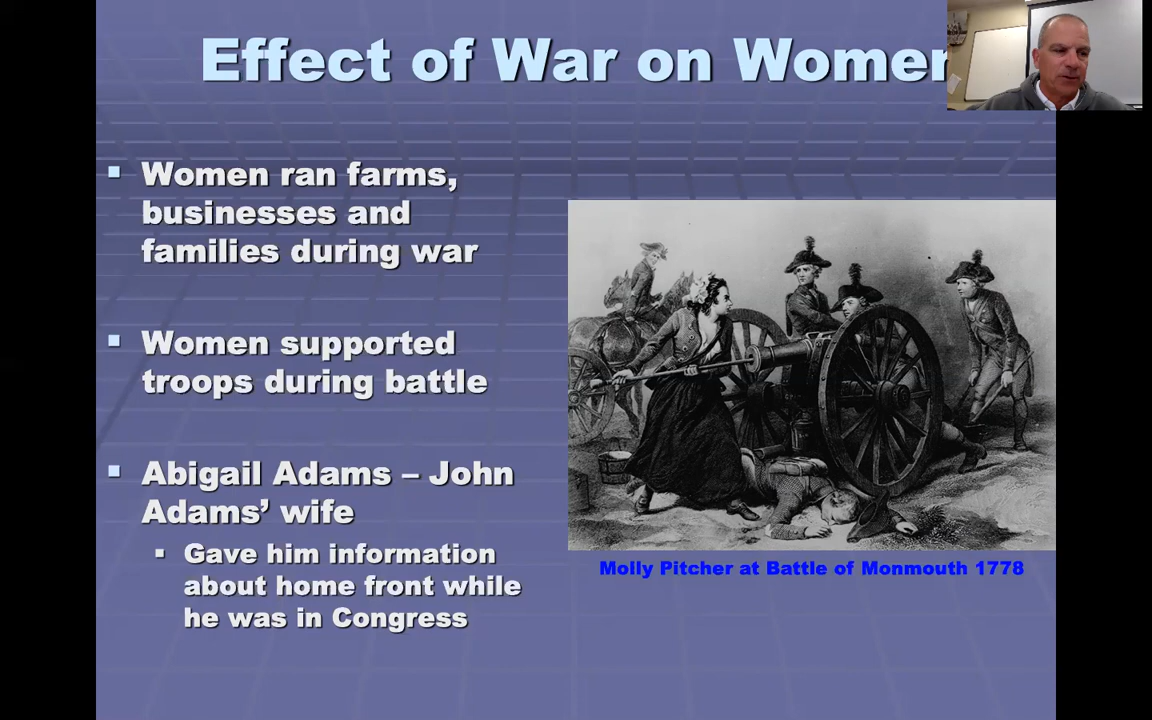 Effect of War on Women
Women ran farms,
businesses and
families during war
Women supported
troops during battle
Abigail Adams – John
Adams’ wife
Gave him information
about home front while
he was in Congress
Molly Pitcher at Battle of Monmouth 1778